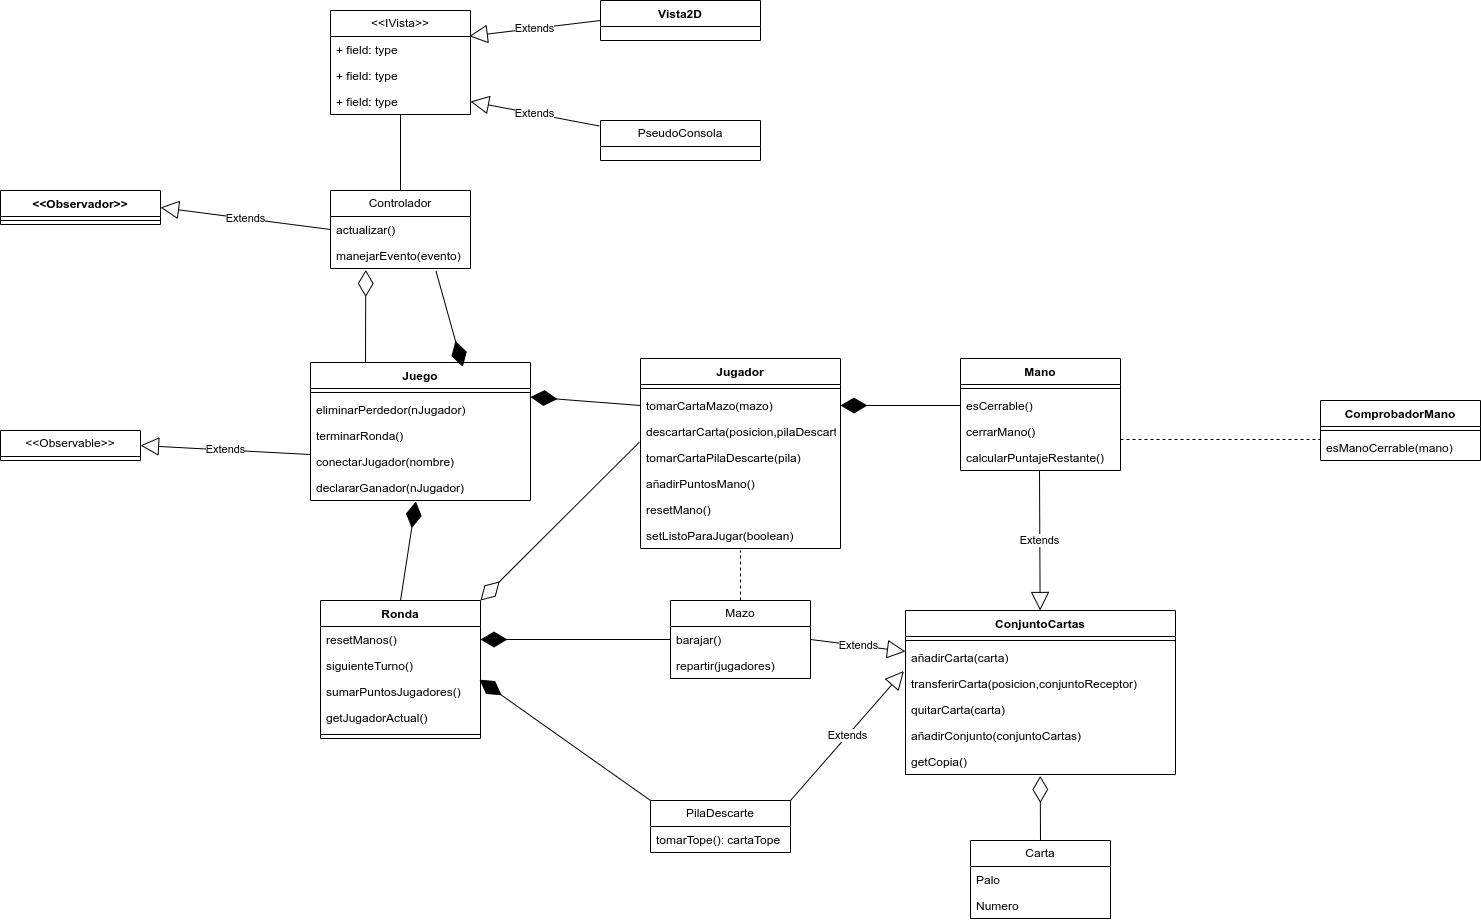 <<IVista>>
+ field: type
+ field: type
+ field: type
Extends
Vista2D
Extends
PseudoConsola
<<Observador>>
Extends
Controlador
actualizar()
manejarEvento(evento)
Juego
eliminarPerdedor(nJugador)
terminarRonda()
conectarJugador(nombre)
declararGanador(nJugador)
<<Observable>>
Extends
Jugador
tomarCartaMazo(mazo)
descartarCarta(posicion,pilaDescart
tomarCartaPilaDescarte(pila)
añadirPuntosMano()
resetMano()
setListoParaJugar(boolean)
Mano
esCerrable()
cerrarMano()
calcularPuntajeRestante()
ComprobadorMano
esManoCerrable(mano)
Extends
Ronda
resetManos()
siguienteTurno()
sumarPuntosJugadores()
getJugadorActual()
Mazo
barajar()
repartir(jugadores)
Extends
ConjuntoCartas
añadirCarta(carta)
transferirCarta(posicion,conjuntoReceptor)
quitarCarta(carta)
añadirConjunto(conjuntoCartas)
getCopia()
Extends
PilaDescarte
tomarTope(): cartaTope
Carta
Palo
Numero